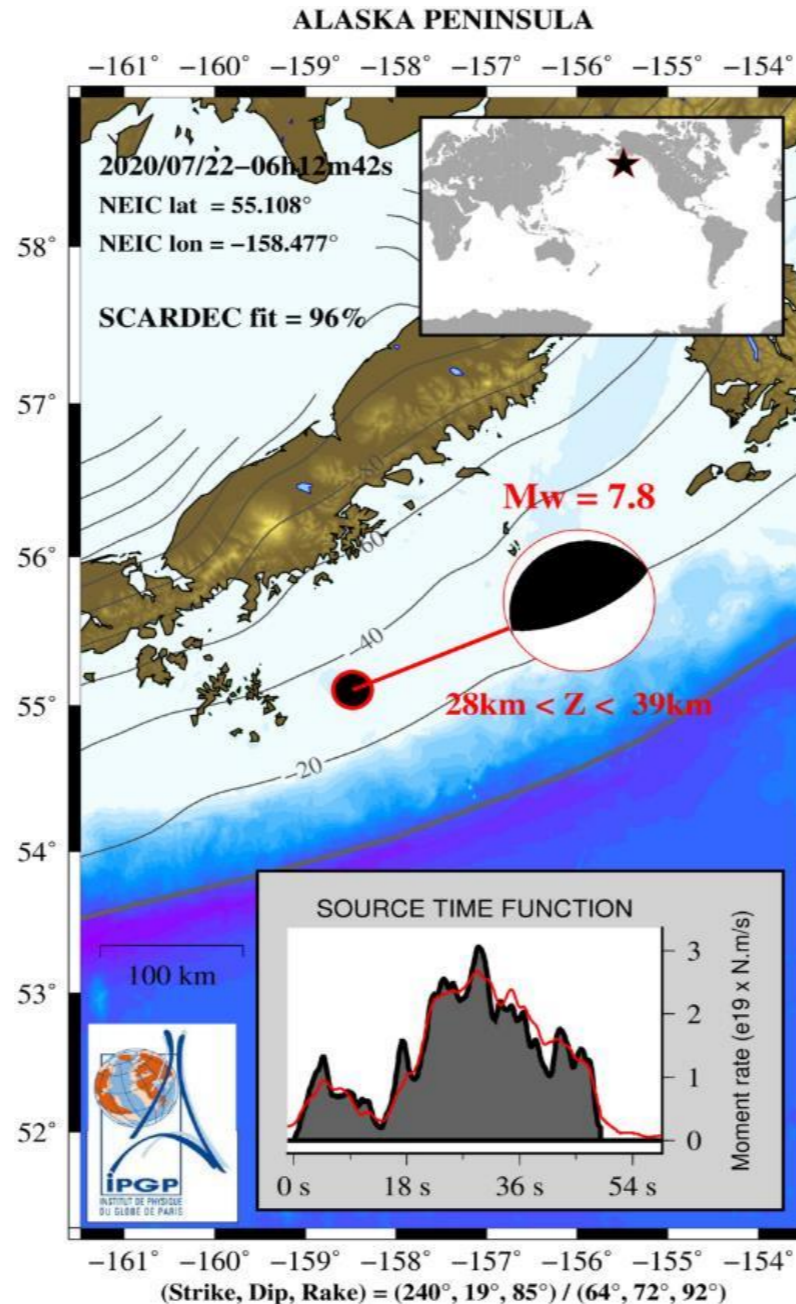 ALASKA PENINSULA
−161° −160° −159° −158° −157° −156° −155° −154°
2020/07/22−06h12m42s
NEIC lat = 55.108°
NEIC lon = −158.477°
SCARDEC fit = 96%
58°
57°
56°
55°
54°
53°
52°
−80
−60
−40
−20
Mw = 7.8
28km < Z < 39km
100 km
SOURCE TIME FUNCTION
3
2
1
0
Moment rate (e19 x N.m/s)
0 s 18 s 36 s 54 s
iPGP
INSTITUT DE PHYSIQUE
DU GLOBE DE PARIS
−161° −160° −159° −158° −157° −156° −155° −154°
(Strike, Dip, Rake) = (240°, 19°, 85°) / (64°, 72°, 92°)